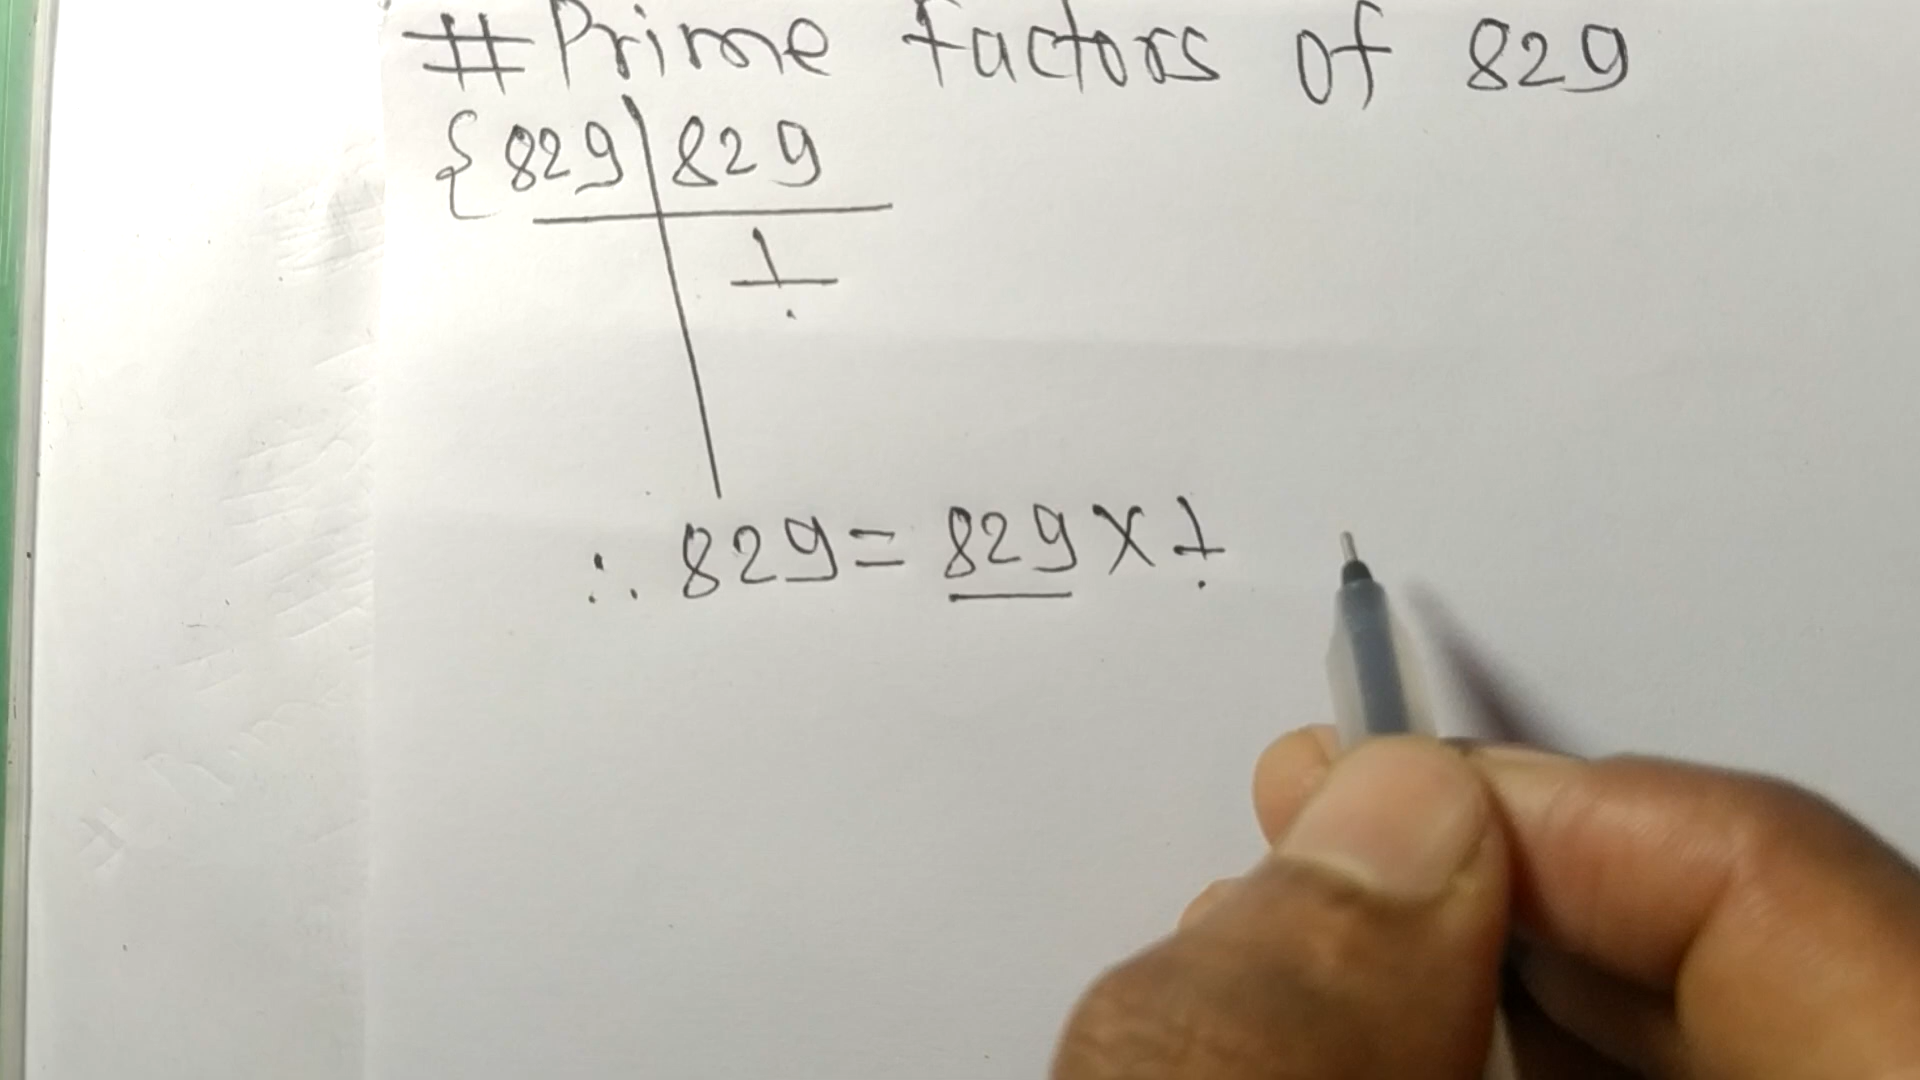 #Prime factors of 829
{829|829
1
∴ 829 = 829 X 1